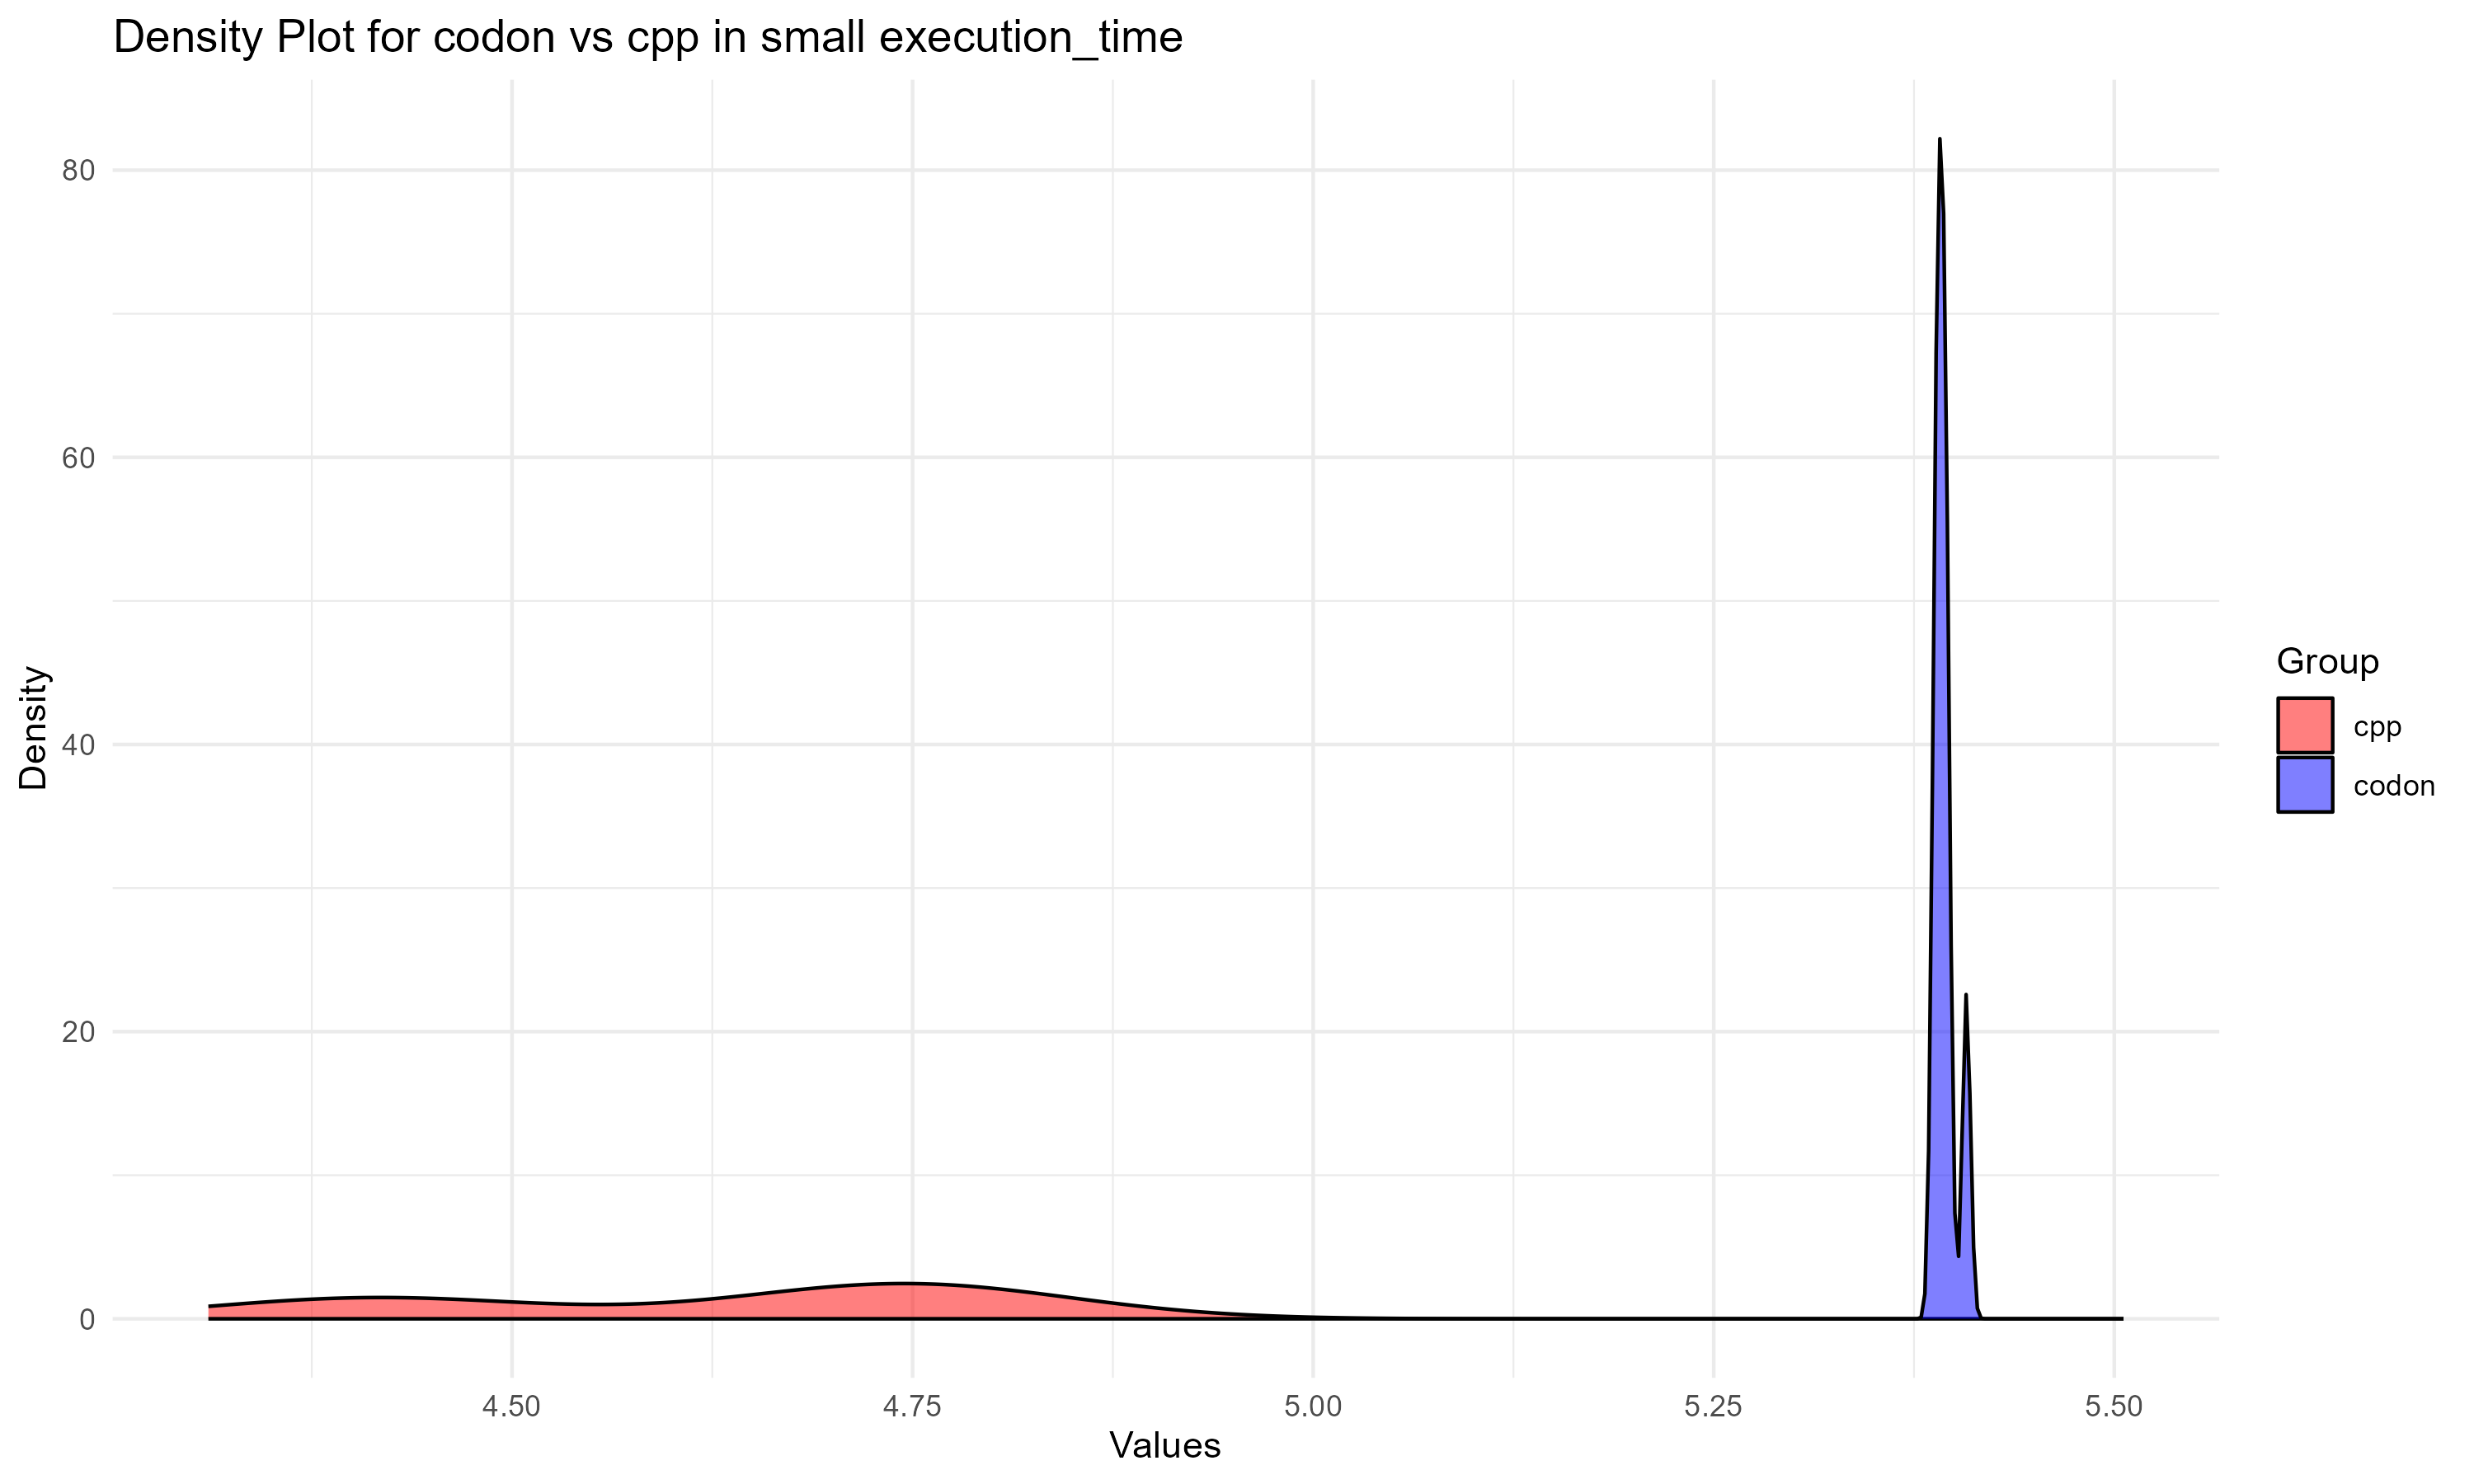 Density Plot for codon vs cpp in small execution_time
80
60
40
20
0
Density
4.50
4.75
5.00
5.25
5.50
Values
Group
cpp
codon